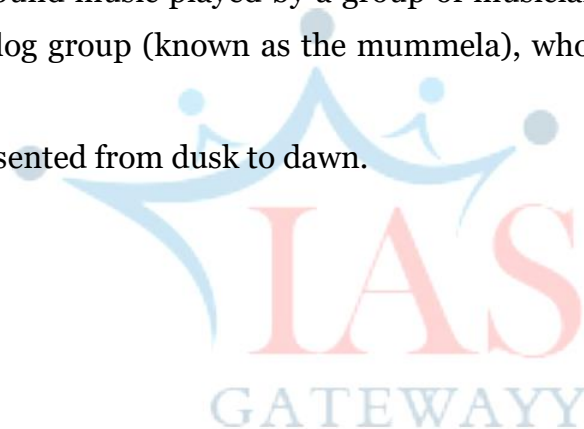 ound music played by a group of musicia
log group (known as the mummela), who
sented from dusk to dawn.
IAS
GATEWAYY